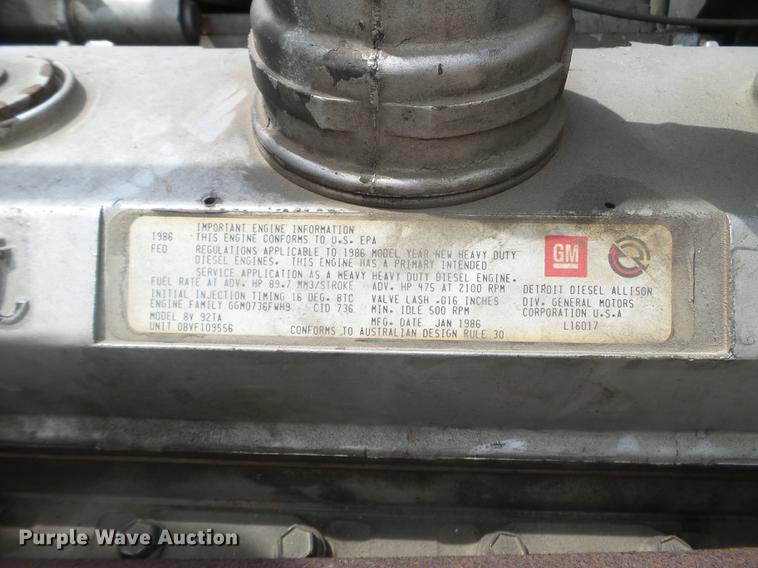 IMPORTANT ENGINE INFORMATION
1986 THIS ENGINE CONFORMS TO U.S. EPA
FED REGULATIONS APPLICABLE TO 1986 MODEL YEAR NEW HEAVY DUTY
DIESEL ENGINES. THIS ENGINE HAS A PRIMARY INTENDED
SERVICE APPLICATION AS A HEAVY HEAVY DUTY DIESEL ENGINE.
FUEL RATE AT ADV. HP 89.7 MM3/STROKE ADV. HP 475 AT 2100 RPM
INITIAL INJECTION TIMING 16 DEG. BTC VALVE LASH .016 INCHES
ENGINE FAMILY GGM0736FWH9 CID 736 MIN. IDLE 500 RPM
MODEL 8V 92TA MFG. DATE JAN 1986
UNIT 08VF109556 CONFORMS TO AUSTRALIAN DESIGN RULE 30
GM
DETROIT DIESEL ALLISON
DIV. GENERAL MOTORS
CORPORATION U.S.A
L16017
Purple Wave Auction